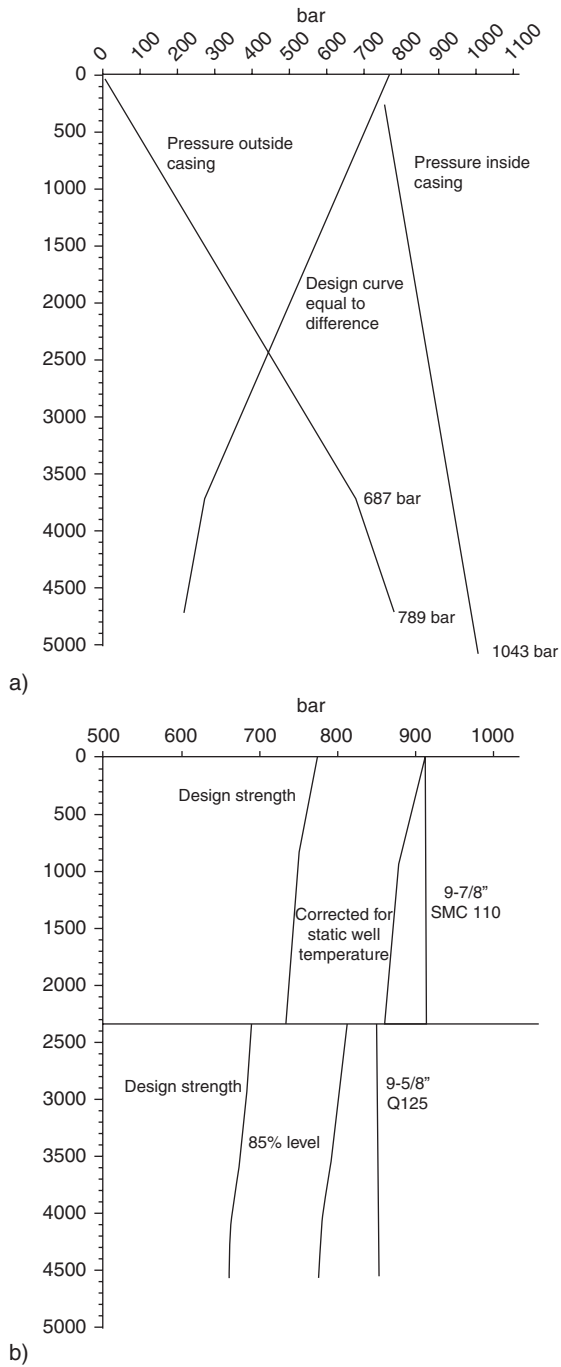 bar
0 100 200 300 400 500 600 700 800 900 1000 1100
0
500
1000
1500
2000
2500
3000
3500
4000
4500
5000
Pressure outside
casing
Pressure inside
casing
Design curve
equal to
difference
687 bar
789 bar
1043 bar
a)
bar
500 600 700 800 900 1000
0
500
1000
1500
2000
2500
3000
3500
4000
4500
5000
Design strength
Corrected for
static well
temperature
9-7/8”
SMC 110
Design strength
85% level
9-5/8”
Q125
b)